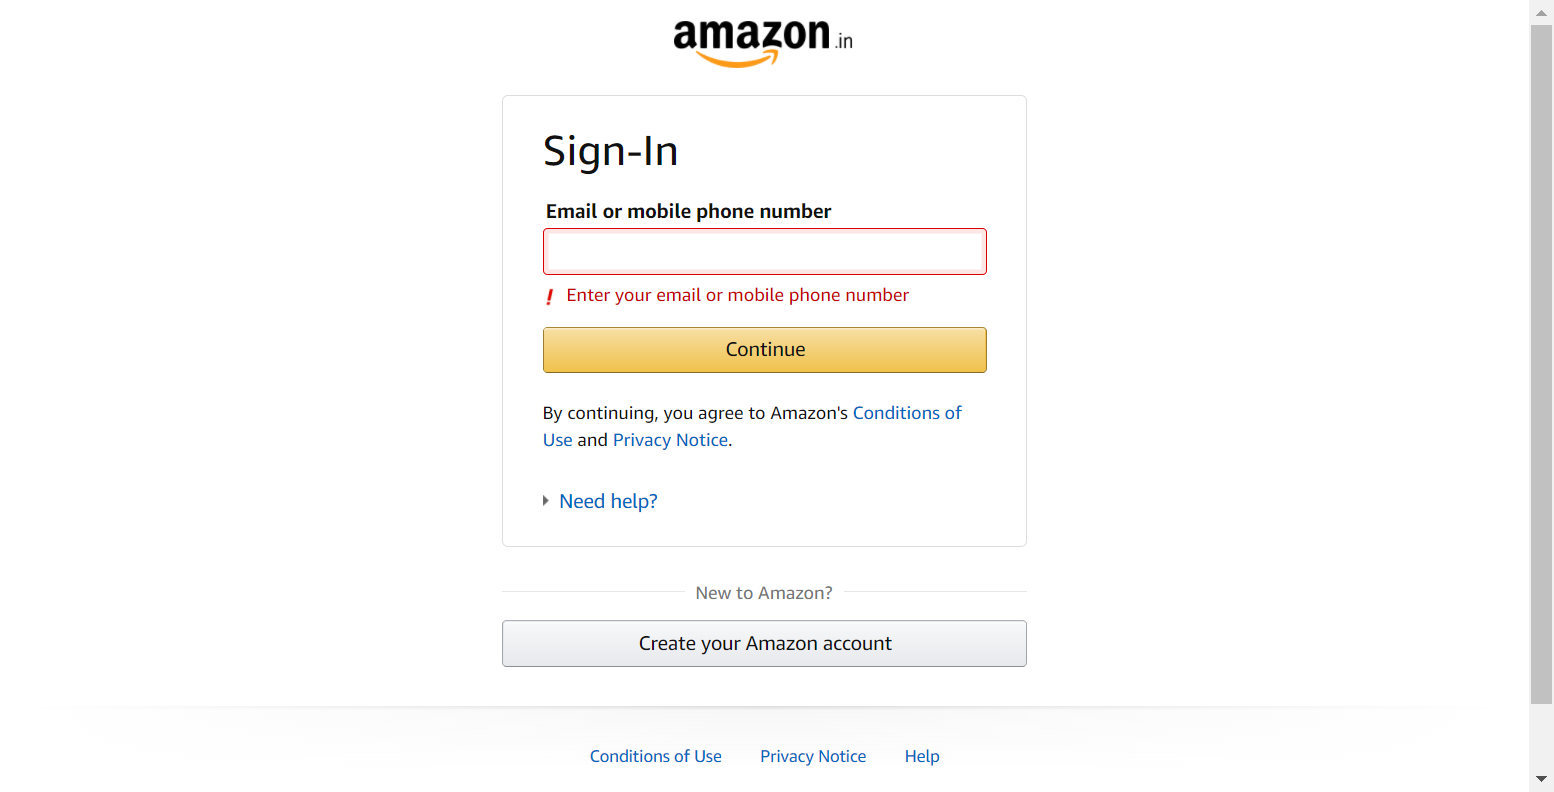 amazon.in
Sign-In
Email or mobile phone number
! Enter your email or mobile phone number
Continue
By continuing, you agree to Amazon's Conditions of
Use and Privacy Notice.
Need help?
New to Amazon?
Create your Amazon account
Conditions of Use Privacy Notice Help